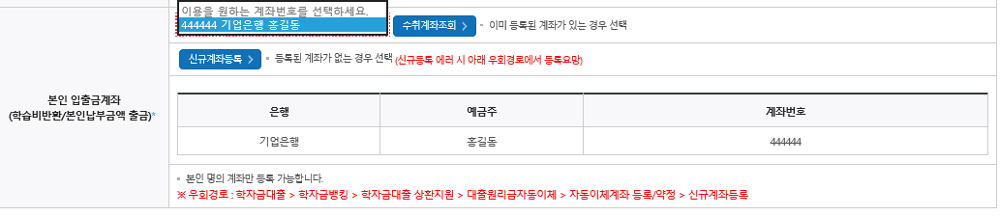 이용을 원하는 계좌번호를 선택하세요.
444444 기업은행 홍길동
수취계좌조회 > 이미 등록된 계좌가 있는 경우 선택
신규계좌등록 > 등록된 계좌가 없는 경우 선택 (신규등록 에러 시 아래 우회경로에서 등록요망)
본인 입출금계좌
(학습비반환/본인납부금액 출금)*
은행 예금주 계좌번호
기업은행 홍길동 444444
본인 명의 계좌만 등록 가능합니다.
※ 우회경로 : 학자금대출 > 학자금뱅킹 > 학자금대출 상환지원 > 대출원리금자동이체 > 자동이체계좌 등록/약정 > 신규계좌등록